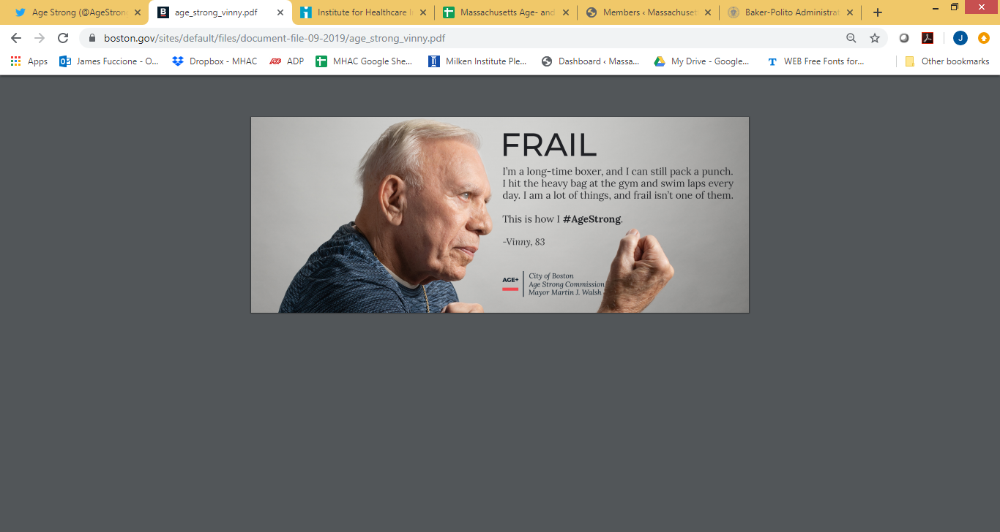 Age Strong (@AgeStron
age_strong_vinny.pdf
Institute for Healthcare I
Massachusetts Age- and
Members ‹ Massachuset
Baker-Polito Administrat
boston.gov/sites/default/files/document-file-09-2019/age_strong_vinny.pdf
J
Apps
James Fuccione - O...
Dropbox - MHAC
ADP
MHAC Google She...
Milken Institute Ple...
Dashboard ‹ Massa...
My Drive - Google...
WEB Free Fonts for...
Other bookmarks
FRAIL
I'm a long-time boxer, and I can still pack a punch.
I hit the heavy bag at the gym and swim laps every
day. I am a lot of things, and frail isn't one of them.
This is how I #AgeStrong.
-Vinny, 83
AGE+
City of Boston
Age Strong Commission
Mayor Martin J. Walsh